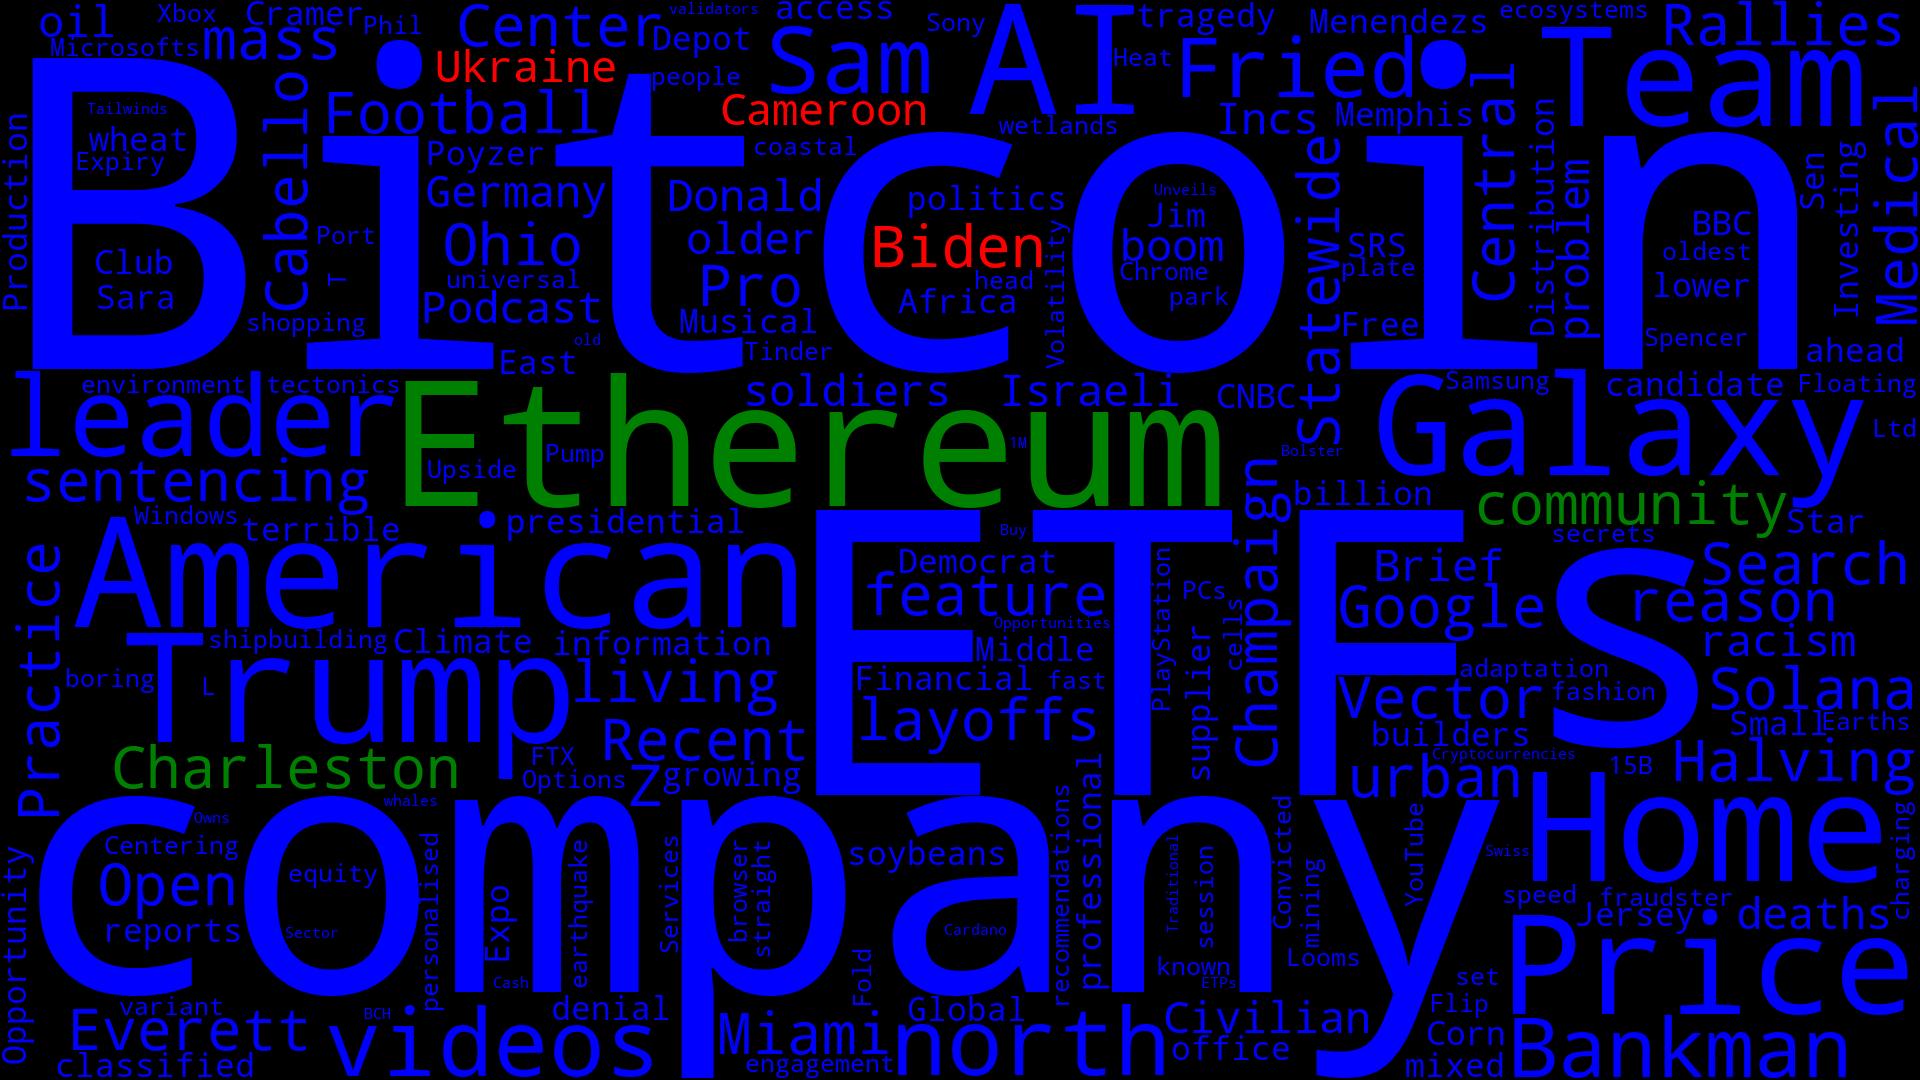 oil
Xbox
Cramer
Phil
Center
validators
access
Sony
tragedy
Menendezs
ecosystems
Rallies
Microsofts
mass
Depot
Sam
AI
Heat
Fried
Team
Ukraine
people
Tailwinds
wheat
Expiry
Cabello
Football
Cameroon
wetlands
Incs
Memphis
Central
Medical
Production
Bitcoin
Poyzer
coastal
Statewide
Distribution
problem
Sen
Investing
Germany
Donald
politics
Unveils
Jim
BBC
Club
Sara
Port
T
Ohio
older
Biden
boom
SRS
oldest
universal
Pro
head
Volatility
Chrome
plate
lower
Podcast
Africa
park
shopping
Musical
Free
Spencer
old
East
Tinder
ahead
environment
tectonics
soldiers
Israeli
CNBC
Samsung
candidate
Floating
leader
Ethereum
Galaxy
Ltd
Upside
Pump
1M
Bolster
sentencing
billion
community
Windows
terrible
presidential
Buy
Champaign
secrets
Star
American
ETFs
Democrat
Brief
Search
Practice
feature
PlayStation
PCs
Google
reason
Opportunities
cells
shipbuilding
Climate
information
Middle
supplier
racism
boring
L
Trump
living
Financial
fast
adaptation
Vector
fashion
Solana
layoffs
builders
Small
Earths
Charleston
Recent
FTX
Options
Z
growing
Cryptocurrencies
15B
Halving
urban
company
whales
Owns
Centering
Open
equity
reports
Sector
personalised
Expo
earthquake
Services
browser
straight
soybeans
Cardano
recommendations
professional
Traditional
session
Convicted
mining
YouTube
Swiss
Home
speed
fraudster
charging
Jersey
deaths
Opportunity
Cash
Fold
known
ETPs
Looms
set
Price
variant
BCH
denial
Global
Flip
Everett
videos
Miami
north
Civilian
Corn
Bankman
classified
engagement
office
mixed